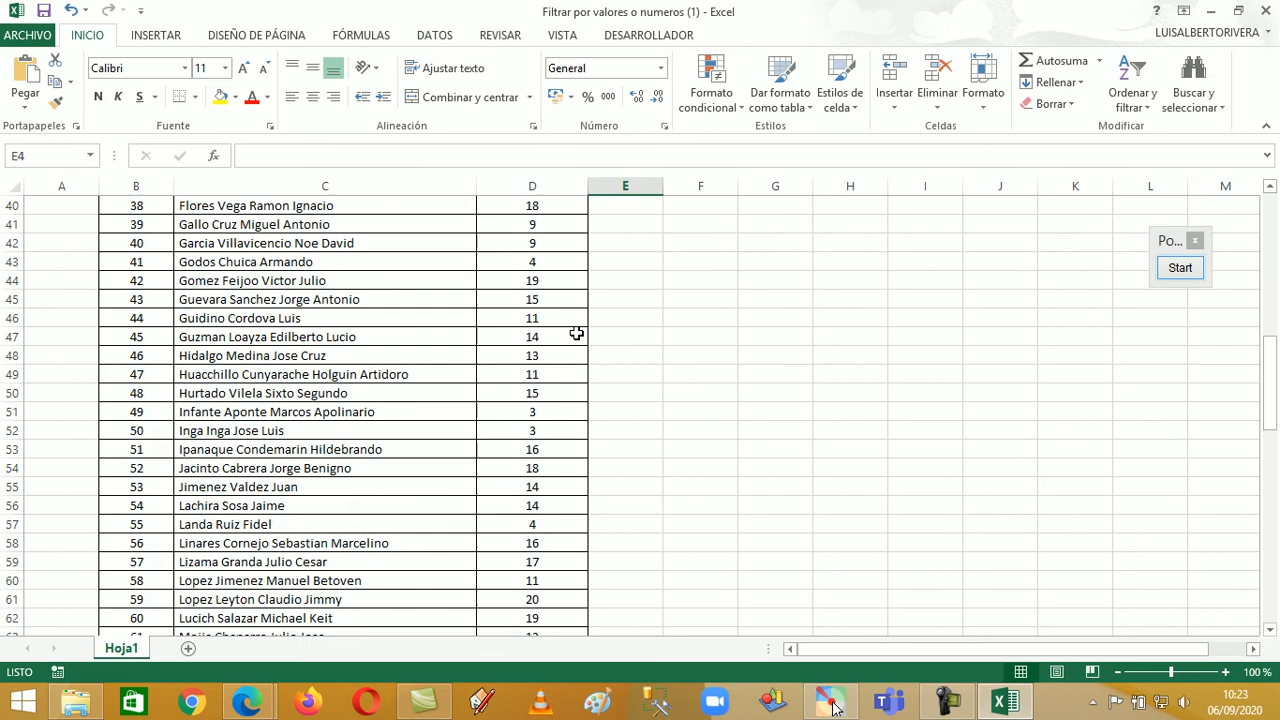 Filtrar por valores o numeros (1) - Excel
ARCHIVO INICIO INSERTAR DISEÑO DE PÁGINA FÓRMULAS DATOS REVISAR VISTA DESARROLLADOR LUISALBERTORIVERA
Pegar
Portapapeles
Calibri 11
N K S
Fuente
Ajustar texto
Combinar y centrar
Alineación
General
% 000
Número
Formato condicional
Dar formato como tabla
Estilos de celda
Estilos
Insertar Eliminar Formato
Celdas
Autosuma
Rellenar
Borrar
Ordenar y filtrar
Buscar y seleccionar
Modificar
E4
A B C D E F G H I J K L M
40 38 Flores Vega Ramon Ignacio 18
41 39 Gallo Cruz Miguel Antonio 9
42 40 Garcia Villavicencio Noe David 9
43 41 Godos Chuica Armando 4
44 42 Gomez Feijoo Victor Julio 19
45 43 Guevara Sanchez Jorge Antonio 15
46 44 Guidino Cordova Luis 11
47 45 Guzman Loayza Edilberto Lucio 14
48 46 Hidalgo Medina Jose Cruz 13
49 47 Huacchillo Cunyarache Holguin Artidoro 11
50 48 Hurtado Vilela Sixto Segundo 15
51 49 Infante Aponte Marcos Apolinario 3
52 50 Inga Inga Jose Luis 3
53 51 Ipanaque Condemarin Hildebrando 16
54 52 Jacinto Cabrera Jorge Benigno 18
55 53 Jimenez Valdez Juan 14
56 54 Lachira Sosa Jaime 14
57 55 Landa Ruiz Fidel 4
58 56 Linares Cornejo Sebastian Marcelino 16
59 57 Lizama Granda Julio Cesar 17
60 58 Lopez Jimenez Manuel Betoven 11
61 59 Lopez Leyton Claudio Jimmy 20
62 60 Lucich Salazar Michael Keit 19
Po... x
Start
Hoja1
LISTO
100 %
10:23
06/09/2020